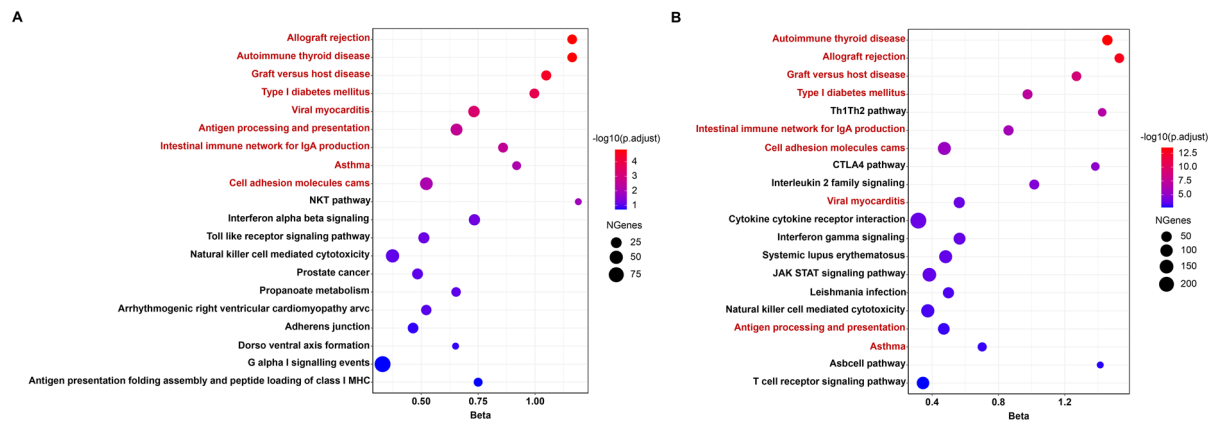 A
Allograft rejection
Autoimmune thyroid disease
Graft versus host disease
Type I diabetes mellitus
Viral myocarditis
Antigen processing and presentation
Intestinal immune network for IgA production
Asthma
Cell adhesion molecules cams
NKT pathway
Interferon alpha beta signaling
Toll like receptor signaling pathway
Natural killer cell mediated cytotoxicity
Prostate cancer
Propanoate metabolism
Arrhythmogenic right ventricular cardiomyopathy arvc
Adherens junction
Dorso ventral axis formation
G alpha I signalling events
Antigen presentation folding assembly and peptide loading of class I MHC
0.50 0.75 1.00
Beta
-log10(p.adjust)
4
3
2
1
NGenes
25
50
75
B
Autoimmune thyroid disease
Allograft rejection
Graft versus host disease
Type I diabetes mellitus
Th1Th2 pathway
Intestinal immune network for IgA production
Cell adhesion molecules cams
CTLA4 pathway
Interleukin 2 family signaling
Viral myocarditis
Cytokine cytokine receptor interaction
Interferon gamma signaling
Systemic lupus erythematosus
JAK STAT signaling pathway
Leishmania infection
Natural killer cell mediated cytotoxicity
Antigen processing and presentation
Asthma
Asbcell pathway
T cell receptor signaling pathway
0.4 0.8 1.2
Beta
-log10(p.adjust)
12.5
10.0
7.5
5.0
NGenes
50
100
150
200